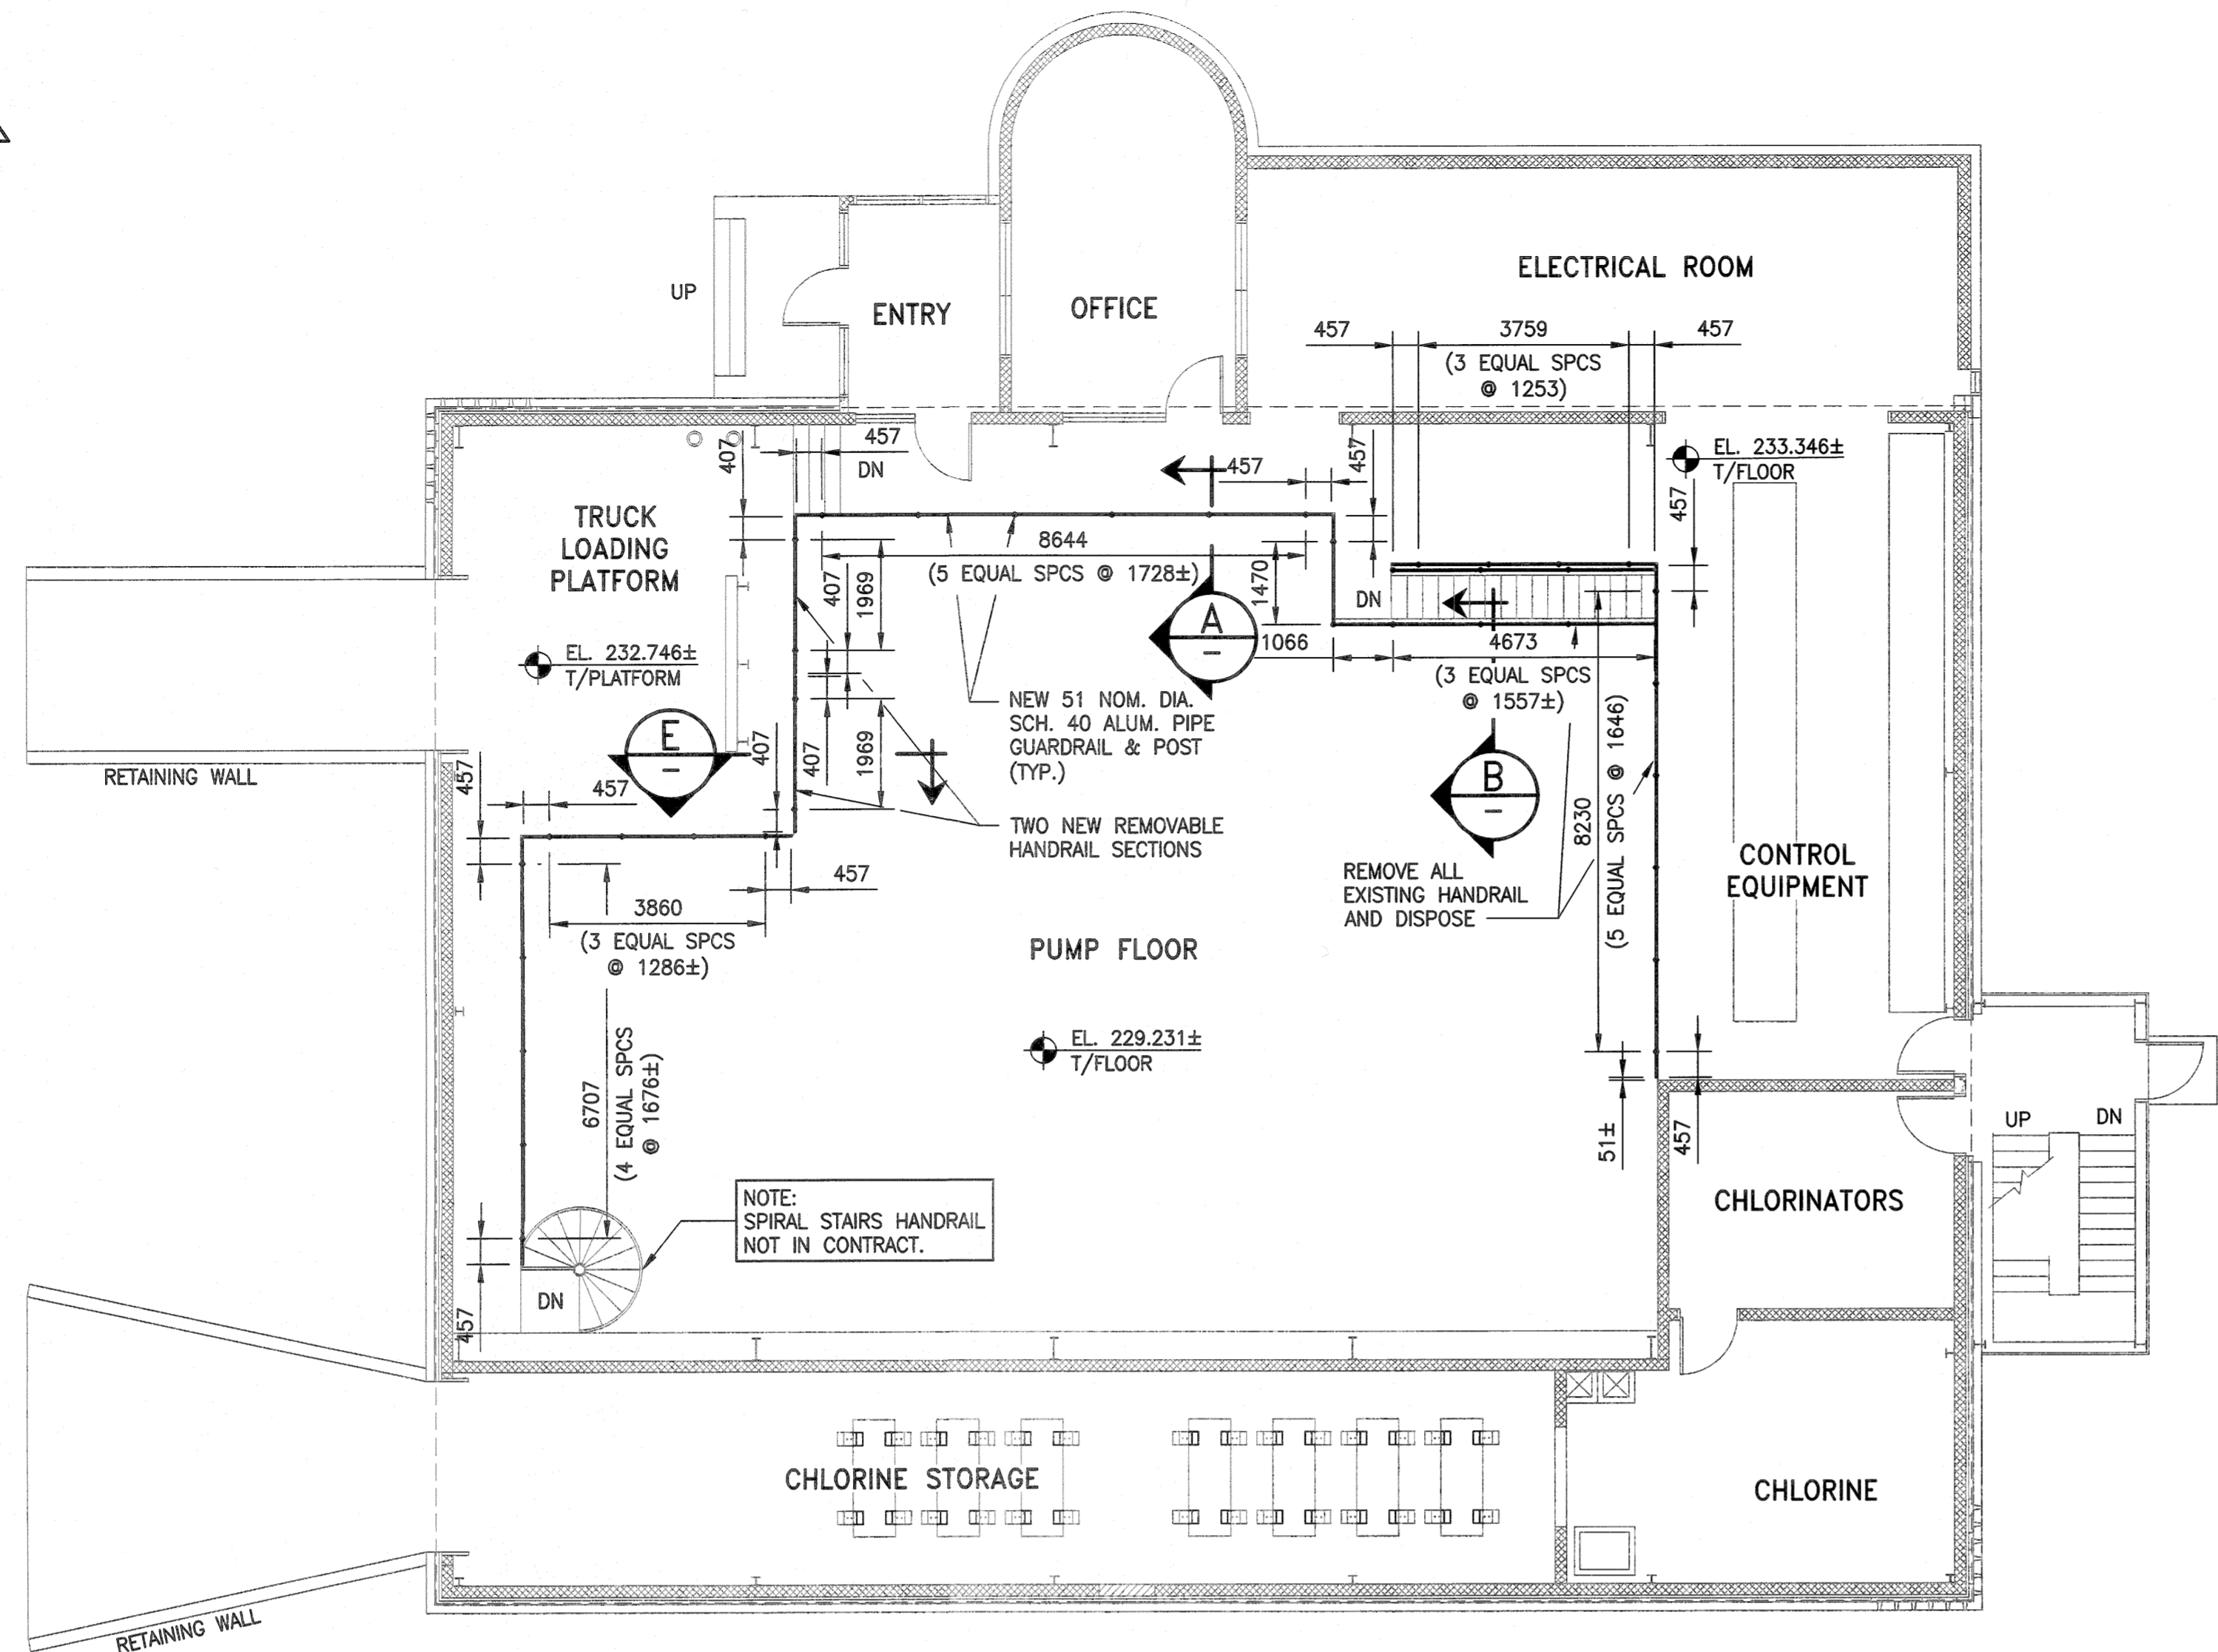 ELECTRICAL ROOM
UP
ENTRY
OFFICE
457
3759
457
(3 EQUAL SPCS
@ 1253)
407
457
DN
457
457
EL. 233.346±
T/FLOOR
457
TRUCK
LOADING
PLATFORM
8644
(5 EQUAL SPCS @ 1728±)
407
1969
1470
DN
A
–
1066
4673
(3 EQUAL SPCS
@ 1557±)
EL. 232.746±
T/PLATFORM
NEW 51 NOM. DIA.
SCH. 40 ALUM. PIPE
GUARDRAIL & POST
(TYP.)
E
–
407
407
1969
B
–
8230
(5 EQUAL SPCS @ 1646)
RETAINING WALL
457
457
TWO NEW REMOVABLE
HANDRAIL SECTIONS
457
REMOVE ALL
EXISTING HANDRAIL
AND DISPOSE
CONTROL
EQUIPMENT
3860
(3 EQUAL SPCS
@ 1286±)
PUMP FLOOR
EL. 229.231±
T/FLOOR
6707
(4 EQUAL SPCS
@ 1676±)
51±
457
UP
DN
NOTE:
SPIRAL STAIRS HANDRAIL
NOT IN CONTRACT.
CHLORINATORS
DN
457
CHLORINE STORAGE
CHLORINE
RETAINING WALL